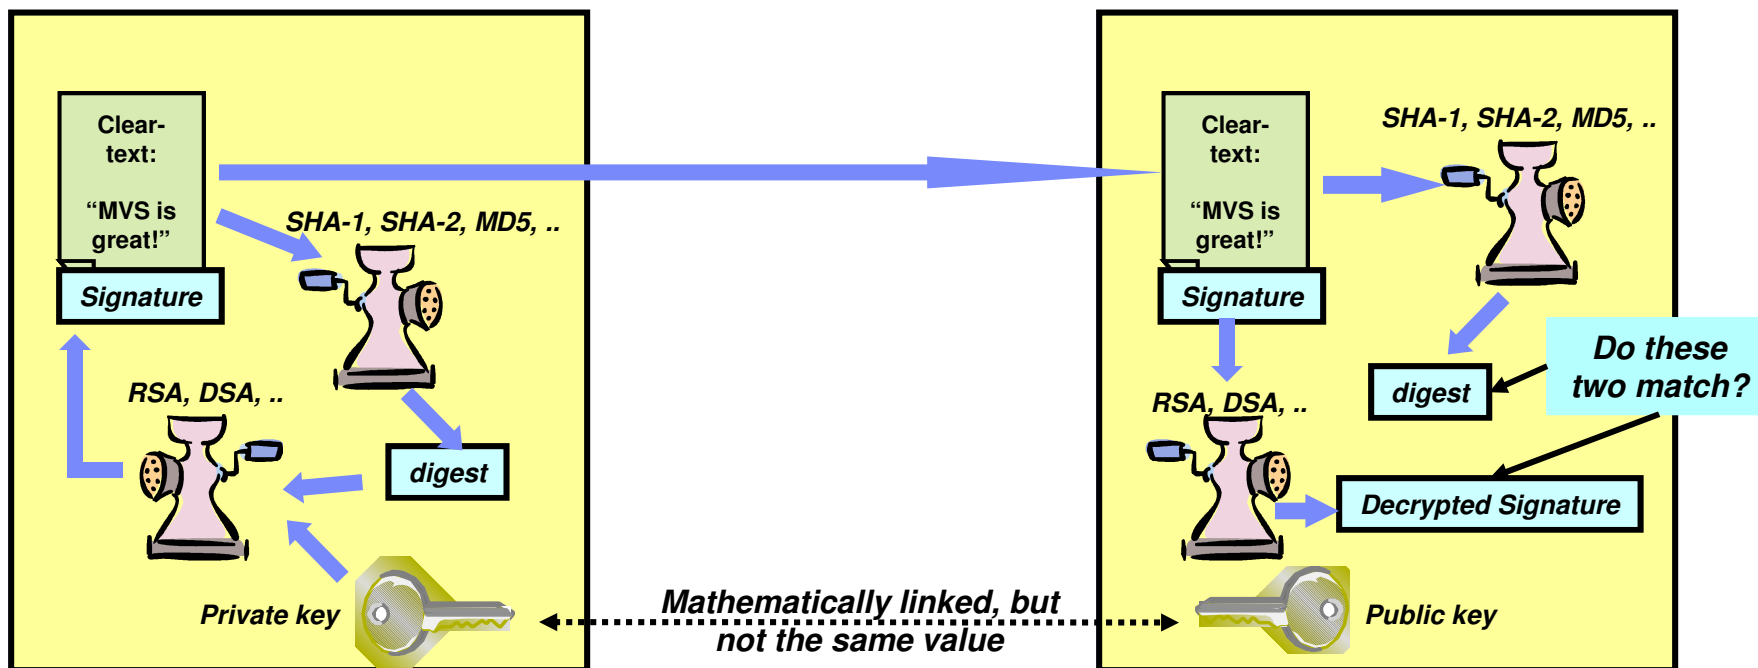 Clear-
text:
“MVS is
great!”
Signature
SHA-1, SHA-2, MD5, ..
RSA, DSA, ..
digest
Private key
Mathematically linked, but
not the same value
Clear-
text:
“MVS is
great!”
Signature
SHA-1, SHA-2, MD5, ..
Do these
two match?
digest
RSA, DSA, ..
Decrypted Signature
Public key